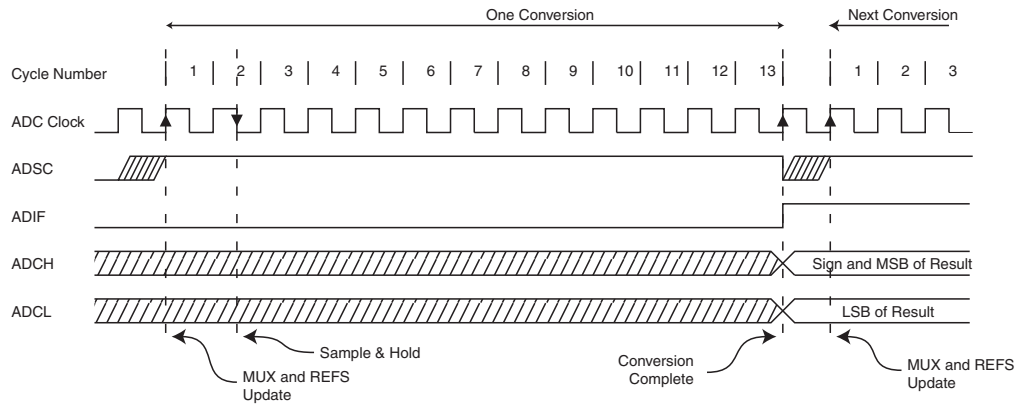 One Conversion Next Conversion
Cycle Number 1 2 3 4 5 6 7 8 9 10 11 12 13 1 2 3
ADC Clock
ADSC
ADIF
ADCH Sign and MSB of Result
ADCL LSB of Result
Sample & Hold
MUX and REFS
Update
Conversion
Complete
MUX and REFS
Update